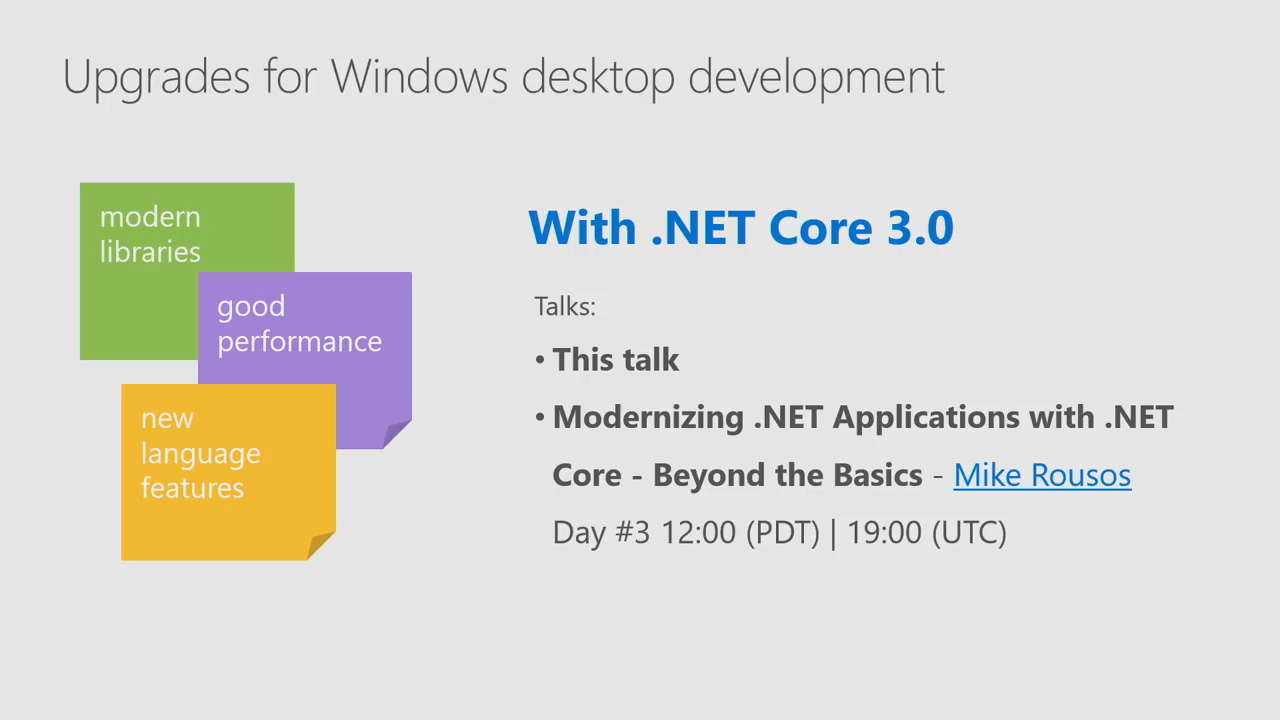 Upgrades for Windows desktop development
modern
libraries
good
performance
new
language
features
With .NET Core 3.0
Talks:
• This talk
• Modernizing .NET Applications with .NET
Core - Beyond the Basics - Mike Rousos
Day #3 12:00 (PDT) | 19:00 (UTC)